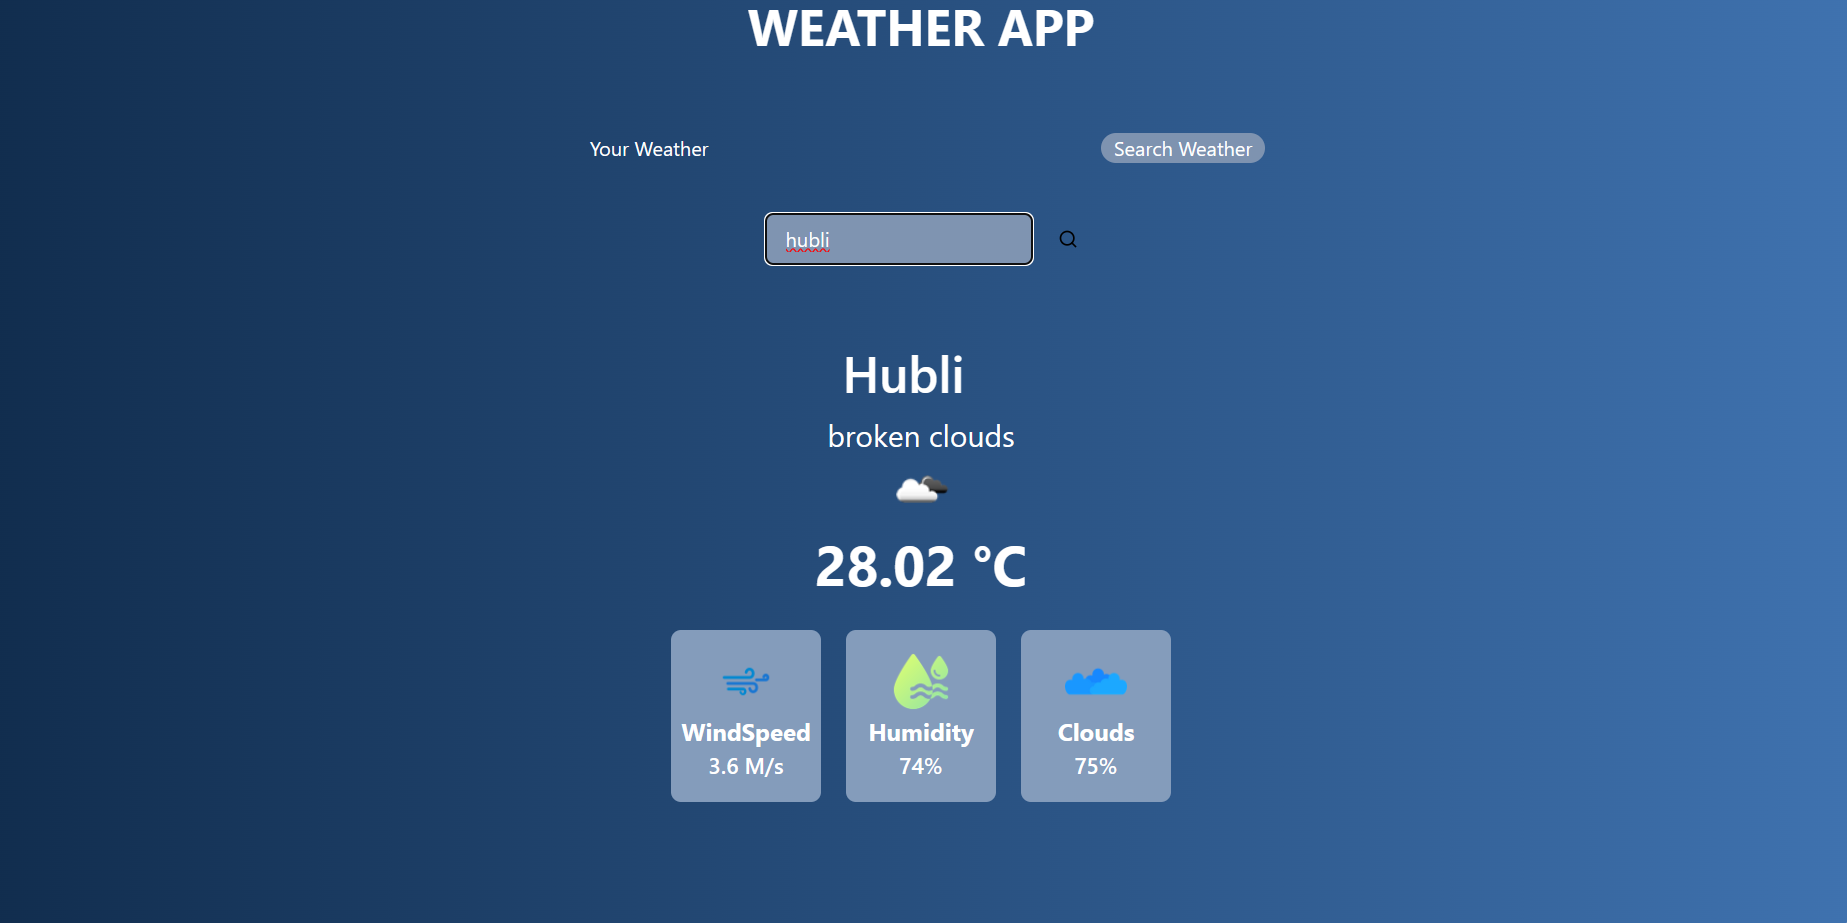 WEATHER APP
Your Weather
Search Weather
hubli
Hubli
broken clouds
28.02 °C
WindSpeed
3.6 M/s
Humidity
74%
Clouds
75%